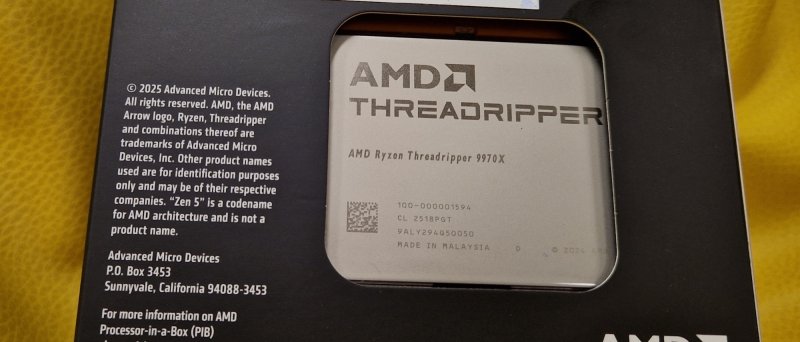 © 2025 Advanced Micro Devices.
All rights reserved. AMD, the AMD
Arrow logo, Ryzen, Threadripper
and combinations thereof are
trademarks of Advanced Micro
Devices, Inc. Other product names
used are for identification purposes
only and may be of their respective
companies. “Zen 5” is a codename
for AMD architecture and is not a
product name.
Advanced Micro Devices
P.O. Box 3453
Sunnyvale, California 94088-3453
For more information on AMD
Processor-in-a-Box (PIB)
AMD
THREADRIPPER
AMD Ryzen Threadripper 9970X
100-000001594
CL 2518PGT
9ALY294Q50050
MADE IN MALAYSIA
D © 2024 AMD
AMD